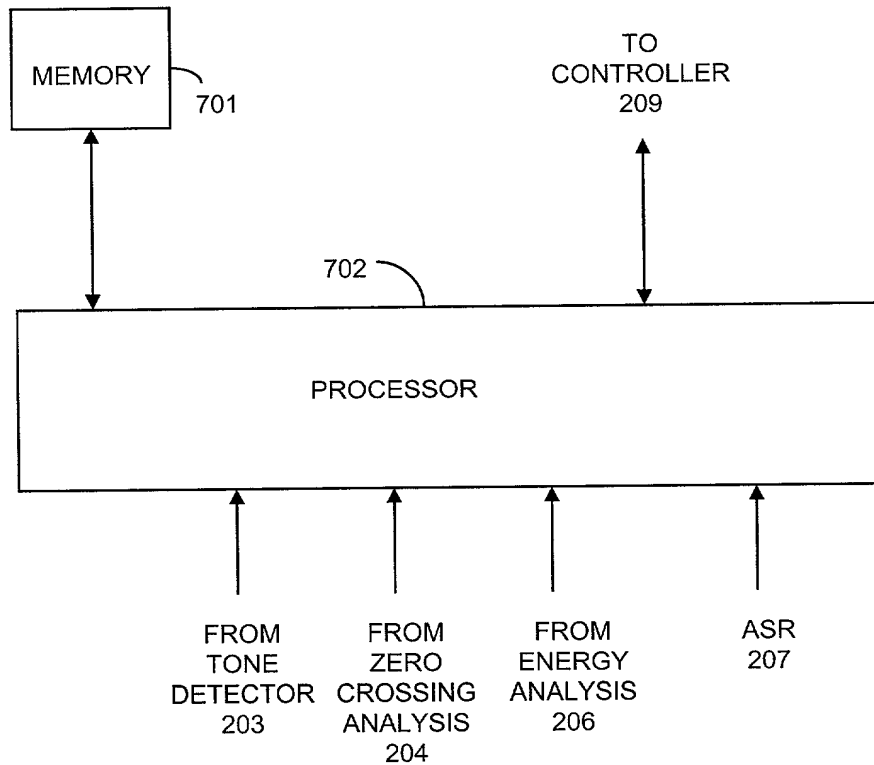 MEMORY
701
TO
CONTROLLER
209
702
PROCESSOR
FROM
TONE
DETECTOR
203
FROM
ZERO
CROSSING
ANALYSIS
204
FROM
ENERGY
ANALYSIS
206
ASR
207